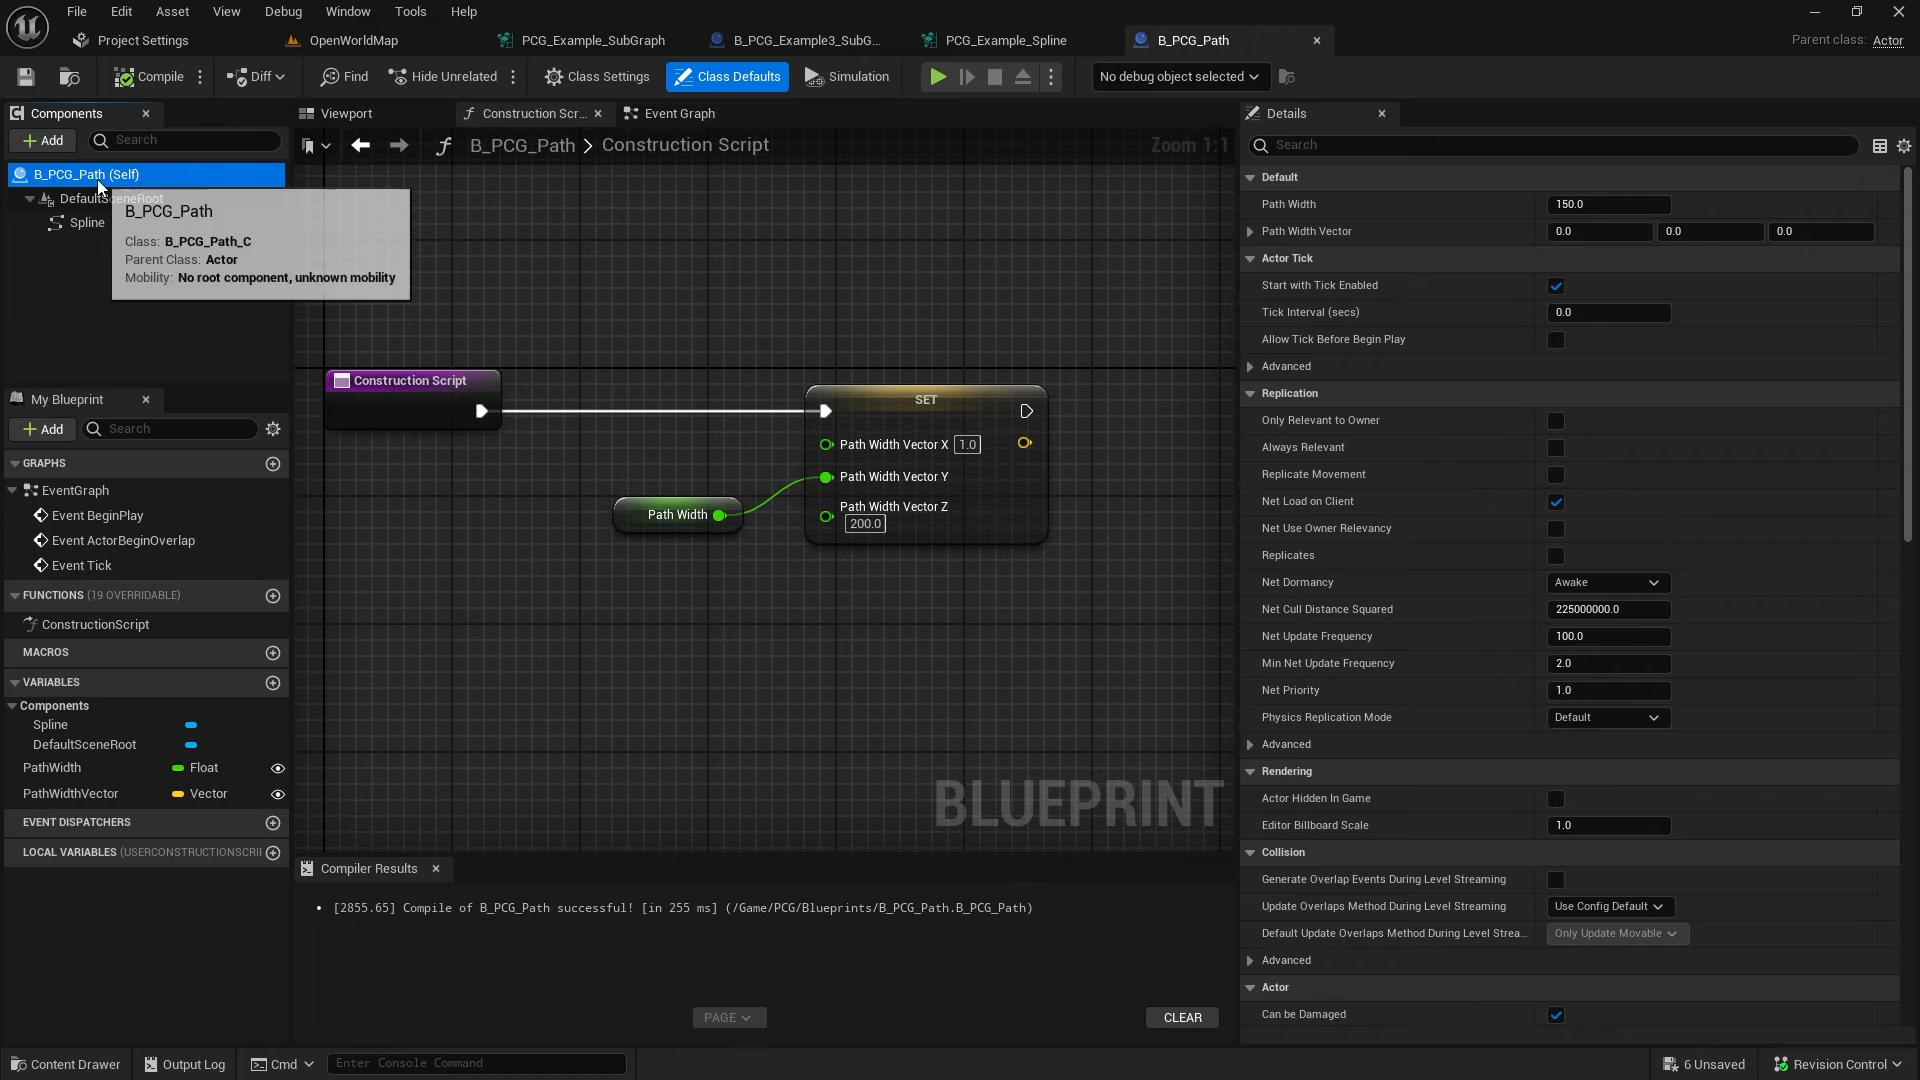 File Edit Asset View Debug Window Tools Help
Project Settings OpenWorldMap PCG_Example_SubGraph B_PCG_Example3_SubG... PCG_Example_Spline B_PCG_Path Parent class: Actor
Compile Diff Find Hide Unrelated Class Settings Class Defaults Simulation No debug object selected
Components
Add Search
B_PCG_Path (Self)
DefaultSceneRoot
Spline
B_PCG_Path
Class: B_PCG_Path_C
Parent Class: Actor
Mobility: No root component, unknown mobility
My Blueprint
Add Search
GRAPHS
EventGraph
Event BeginPlay
Event ActorBeginOverlap
Event Tick
FUNCTIONS (19 OVERRIDABLE)
ConstructionScript
MACROS
VARIABLES
Components
Spline
DefaultSceneRoot
PathWidth Float
PathWidthVector Vector
EVENT DISPATCHERS
LOCAL VARIABLES (USERCONSTRUCTIONSCRI
Viewport Construction Scr... Event Graph
B_PCG_Path > Construction Script Zoom 1:1
Construction Script
SET
Path Width Vector X 1.0
Path Width Vector Y
Path Width
Path Width Vector Z
200.0
BLUEPRINT
Compiler Results
[2855.65] Compile of B_PCG_Path successful! [in 255 ms] (/Game/PCG/Blueprints/B_PCG_Path.B_PCG_Path)
PAGE CLEAR
Details
Search
Default
Path Width 150.0
Path Width Vector 0.0 0.0 0.0
Actor Tick
Start with Tick Enabled
Tick Interval (secs) 0.0
Allow Tick Before Begin Play
Advanced
Replication
Only Relevant to Owner
Always Relevant
Replicate Movement
Net Load on Client
Net Use Owner Relevancy
Replicates
Net Dormancy Awake
Net Cull Distance Squared 225000000.0
Net Update Frequency 100.0
Min Net Update Frequency 2.0
Net Priority 1.0
Physics Replication Mode Default
Advanced
Rendering
Actor Hidden In Game
Editor Billboard Scale 1.0
Collision
Generate Overlap Events During Level Streaming
Update Overlaps Method During Level Streaming Use Config Default
Default Update Overlaps Method During Level Strea... Only Update Movable
Advanced
Actor
Can be Damaged
Content Drawer Output Log Cmd Enter Console Command 6 Unsaved Revision Control